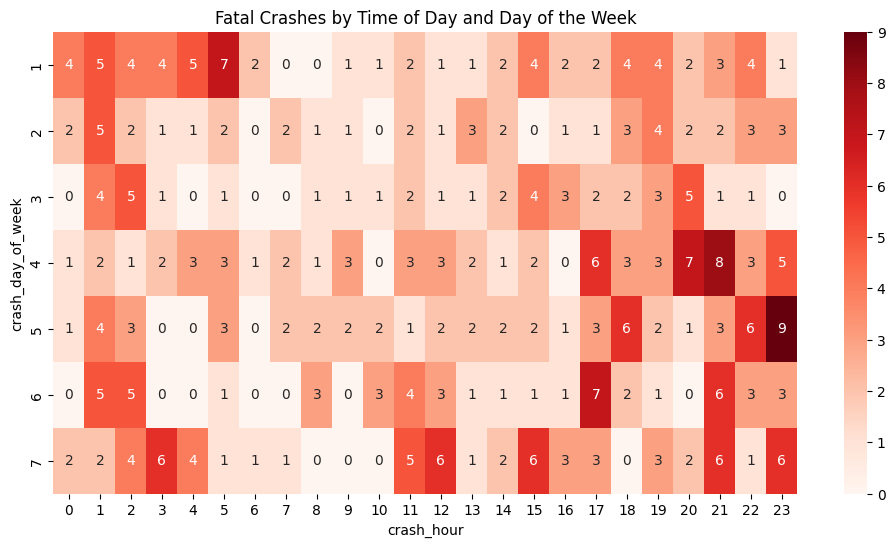 Fatal Crashes by Time of Day and Day of the Week
crash_day_of_week
1 4 5 4 4 5 7 2 0 0 1 1 2 1 1 2 4 2 2 4 4 2 3 4 1
2 2 5 2 1 1 2 0 2 1 1 0 2 1 3 2 0 1 1 3 4 2 2 3 3
3 0 4 5 1 0 1 0 0 1 1 1 2 1 1 2 4 3 2 2 3 5 1 1 0
4 1 2 1 2 3 3 1 2 1 3 0 3 3 2 1 2 0 6 3 3 7 8 3 5
5 1 4 3 0 0 3 0 2 2 2 2 1 2 2 2 2 1 3 6 2 1 3 6 9
6 0 5 5 0 0 1 0 0 3 0 3 4 3 1 1 1 1 7 2 1 0 6 3 3
7 2 2 4 6 4 1 1 1 0 0 0 5 6 1 2 6 3 3 0 3 2 6 1 6
0 1 2 3 4 5 6 7 8 9 10 11 12 13 14 15 16 17 18 19 20 21 22 23
crash_hour
9
8
7
6
5
4
3
2
1
0